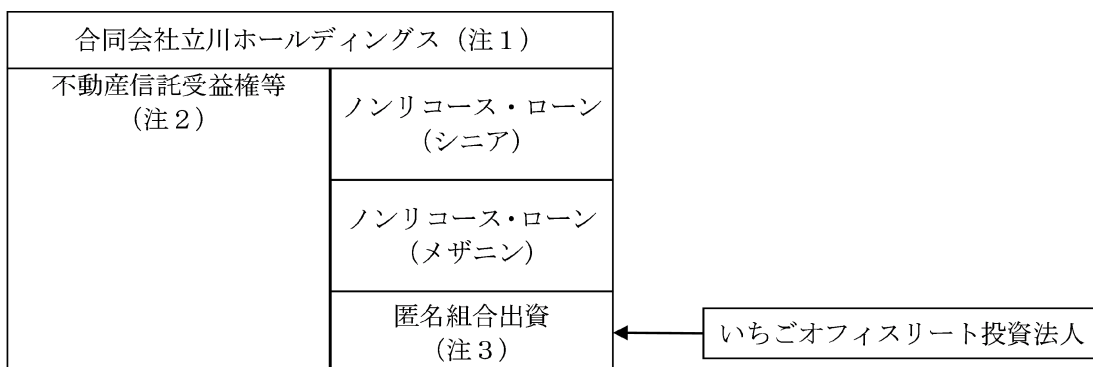 合同会社立川ホールディングス（注１）
不動産信託受益権等
（注２）
ノンリコース・ローン
（シニア）
ノンリコース・ローン
（メザニン）
匿名組合出資
（注３）
いちごオフィスリート投資法人